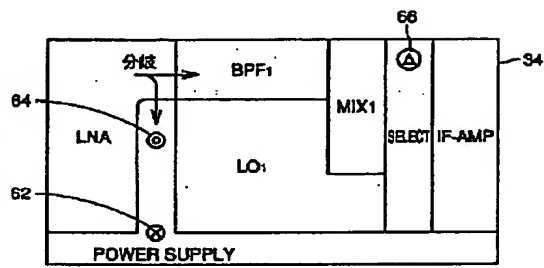 66
分岐
BPF1
34
64
MIX1
LNA
SELECT
IF-AMP
LO1
62
POWER SUPPLY